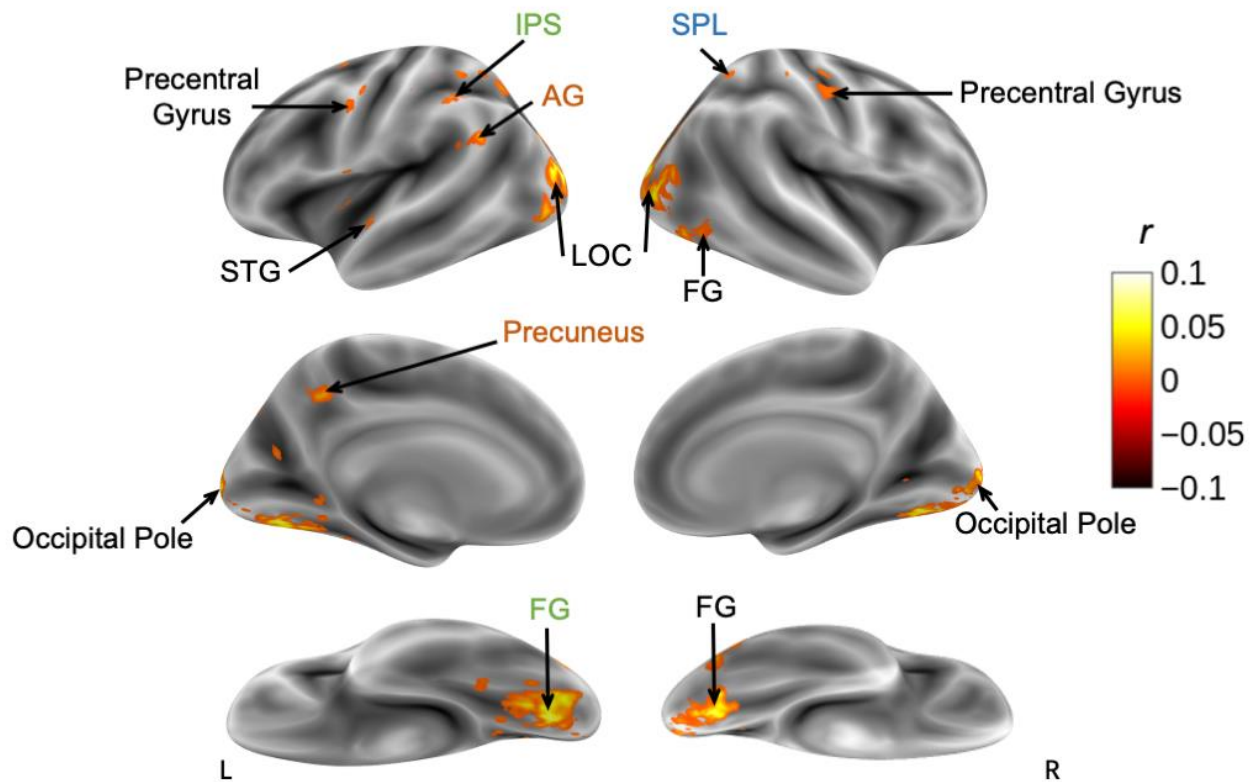 IPS
SPL
Precentral
Gyrus
AG
Precentral Gyrus
STG
LOC
FG
r
0.1
0.05
0
−0.05
−0.1
Precuneus
Occipital Pole
Occipital Pole
FG
FG
L
R